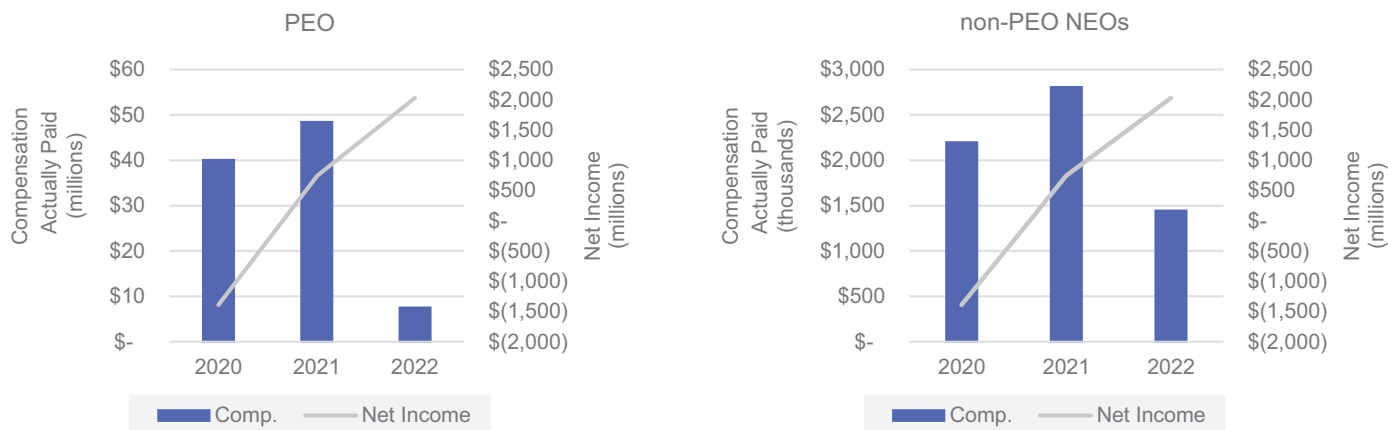 PEO
Compensation
Actually Paid
(millions)
$60
$50
$40
$30
$20
$10
$-
$2,500
$2,000
$1,500
$1,000
$500
$-
$(500)
$(1,000)
$(1,500)
$(2,000)
Net Income
(millions)
2020 2021 2022
Comp. Net Income
non-PEO NEOs
Compensation
Actually Paid
(thousands)
$3,000
$2,500
$2,000
$1,500
$1,000
$500
$-
$2,500
$2,000
$1,500
$1,000
$500
$-
$(500)
$(1,000)
$(1,500)
$(2,000)
Net Income
(millions)
2020 2021 2022
Comp. Net Income